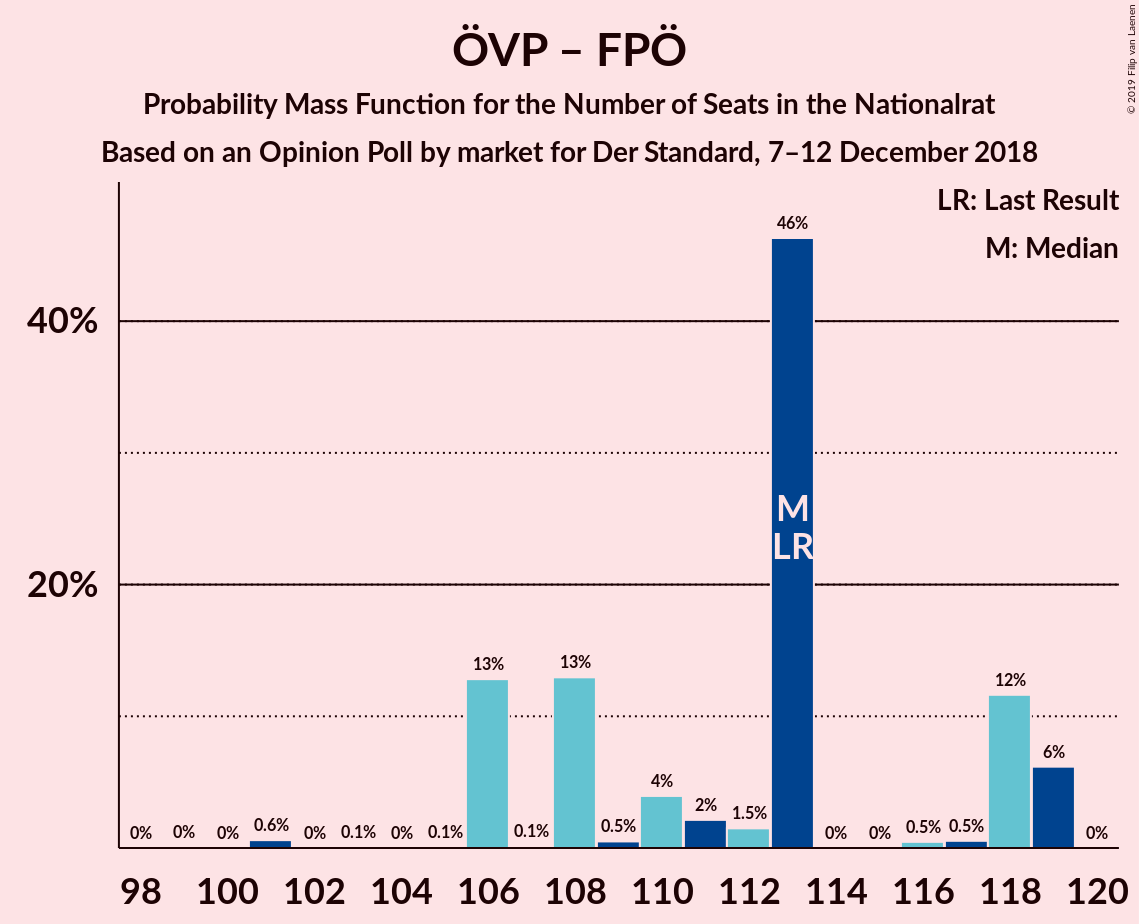 ÖVP – FPÖ
Probability Mass Function for the Number of Seats in the Nationalrat
Based on an Opinion Poll by market for Der Standard, 7–12 December 2018
© 2019 Filip van Laenen
LR: Last Result
M: Median
46%
40%
M
LR
20%
13%
13%
12%
6%
4%
2%
1.5%
0%
0%
0%
0.6%
0%
0.1%
0%
0.1%
0.1%
0.5%
0%
0%
0.5%
0.5%
0%
98 100 102 104 106 108 110 112 114 116 118 120